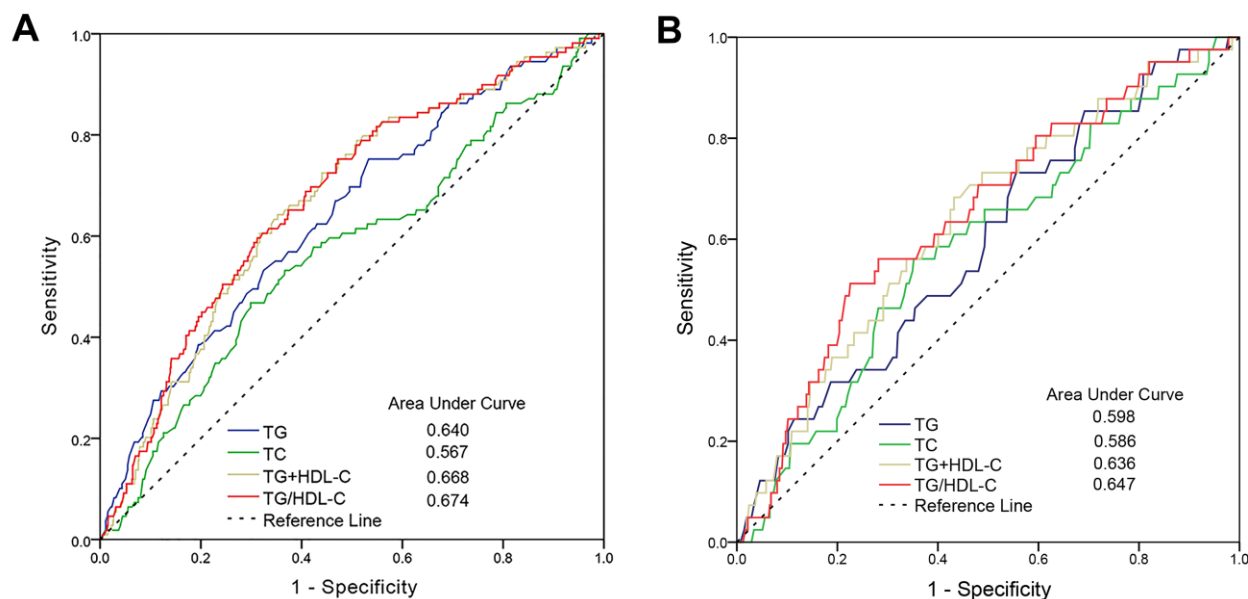 A
Sensitivity
1.0
0.8
0.6
0.4
0.2
0.0
Area Under Curve
TG 0.640
TC 0.567
TG+HDL-C 0.668
TG/HDL-C 0.674
Reference Line
0.0 0.2 0.4 0.6 0.8 1.0
1 - Specificity
B
Sensitivity
1.0
0.8
0.6
0.4
0.2
0.0
Area Under Curve
TG 0.598
TC 0.586
TG+HDL-C 0.636
TG/HDL-C 0.647
Reference Line
0.0 0.2 0.4 0.6 0.8 1.0
1 - Specificity